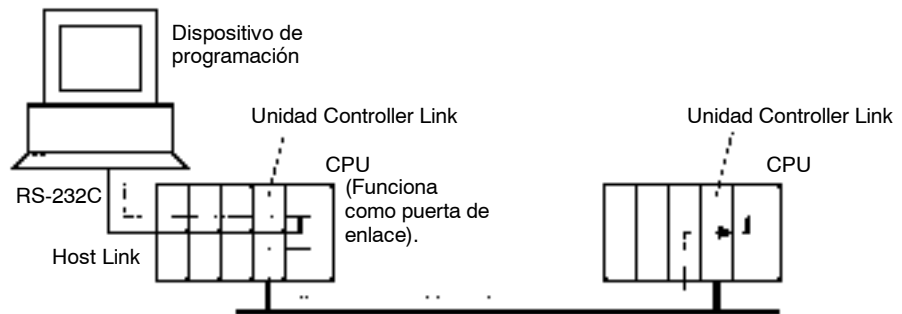 Dispositivo de
programación
Unidad Controller Link
Unidad Controller Link
CPU
CPU
(Funciona
como puerta de
enlace).
RS-232C
Host Link